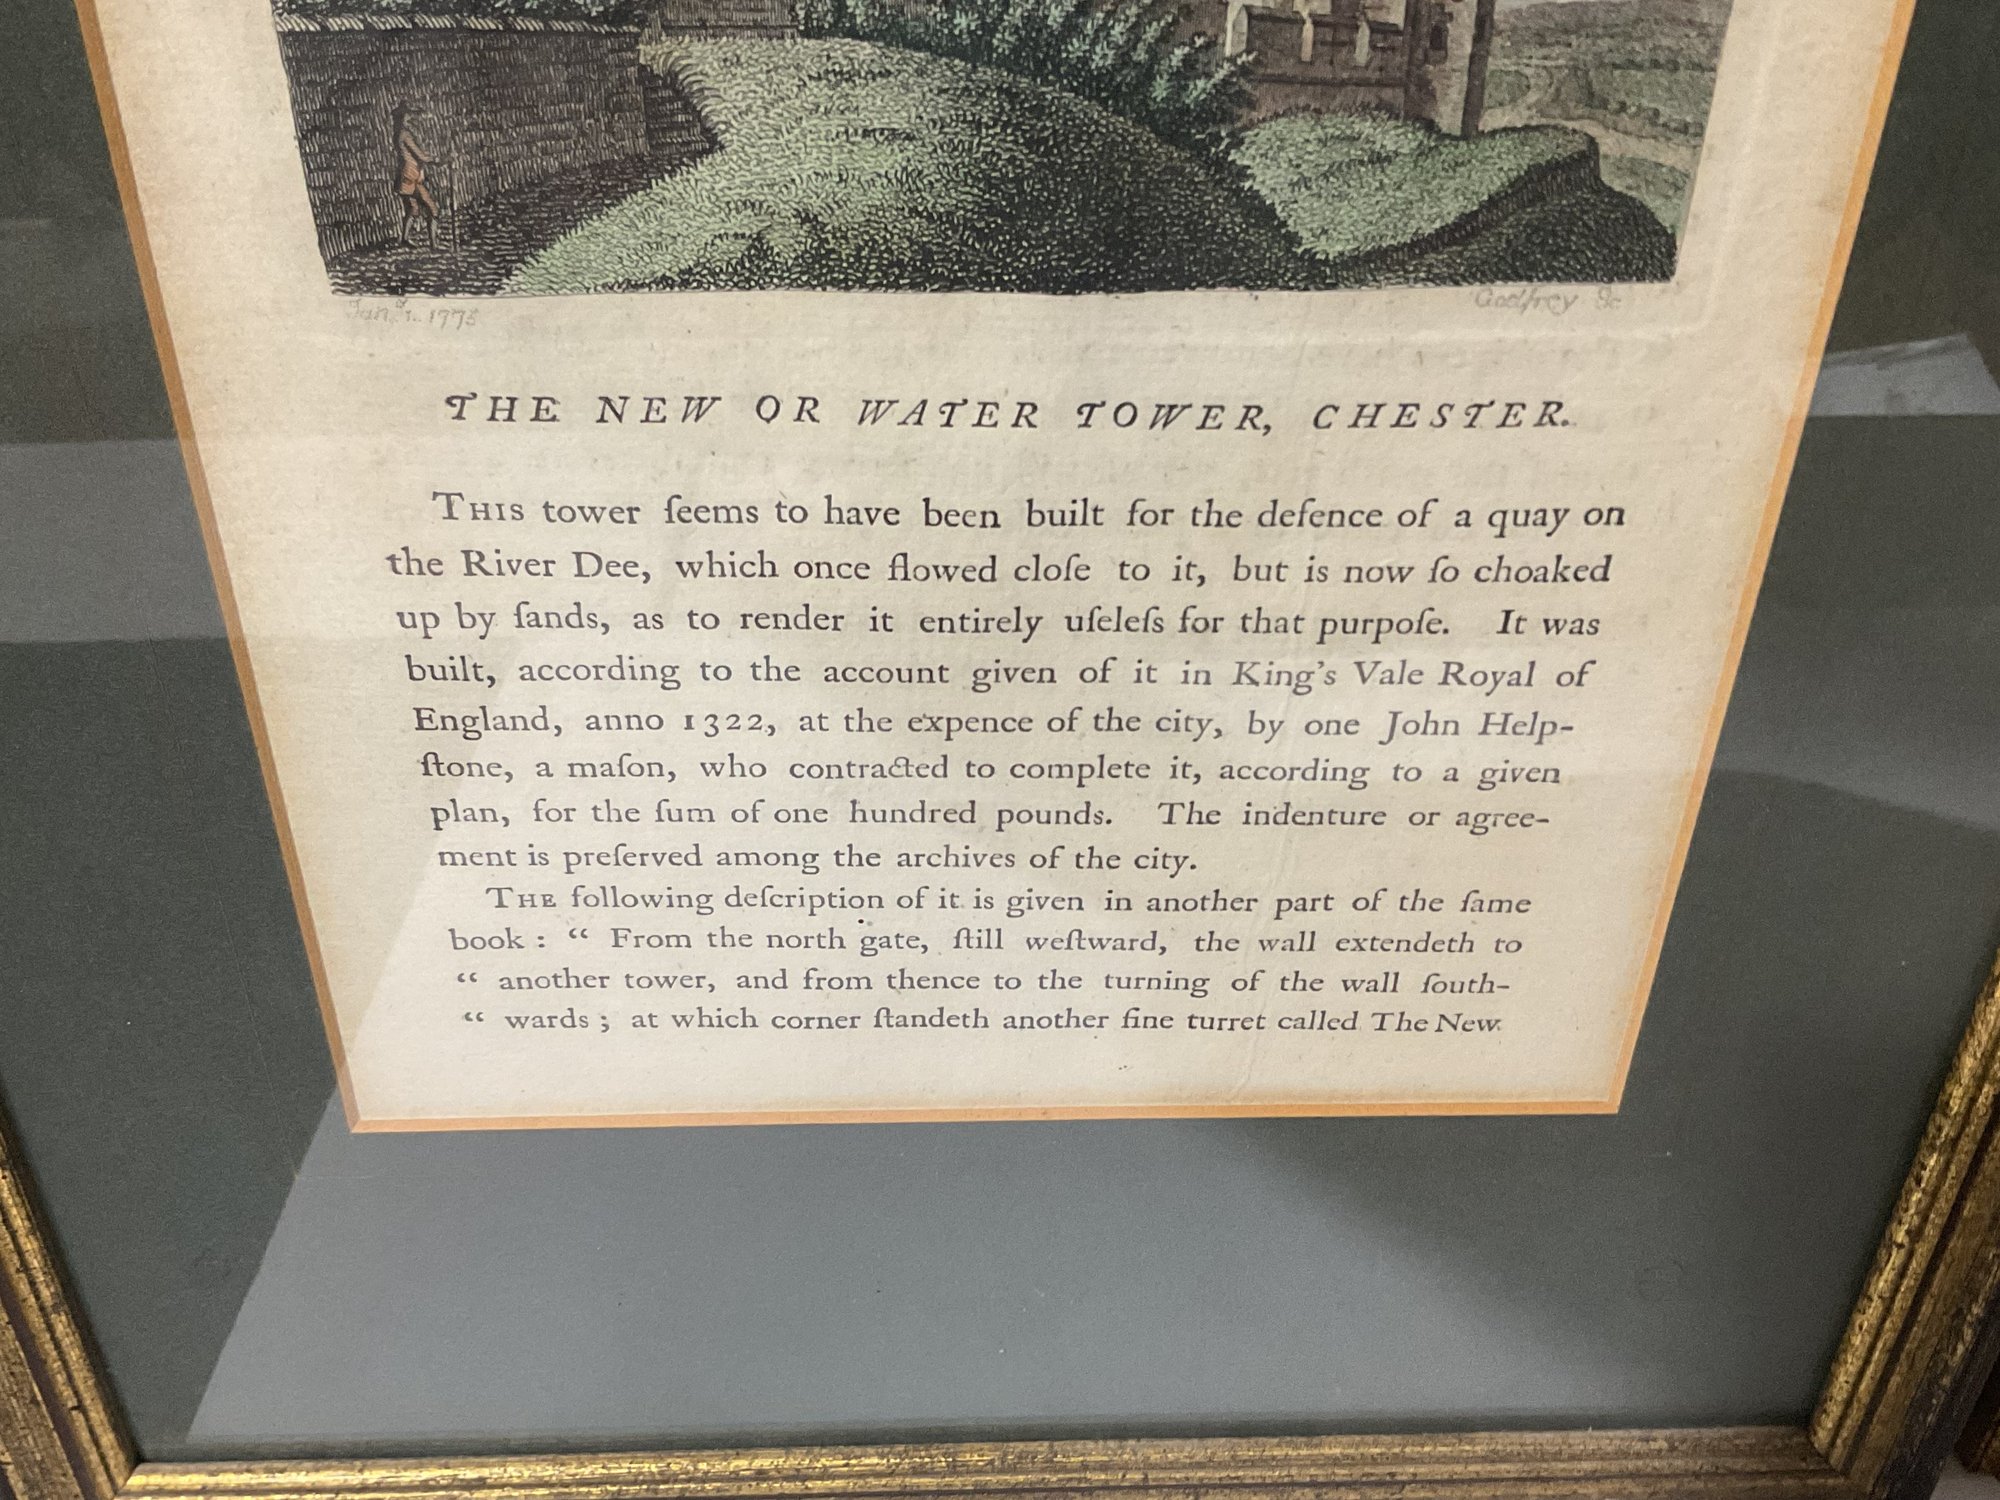 Jan.y 1. 1775
Godfrey Sc
THE NEW OR WATER TOWER, CHESTER.
THIS tower ſeems to have been built for the defence of a quay on
the River Dee, which once flowed cloſe to it, but is now ſo choaked
up by ſands, as to render it entirely uſeleſs for that purpoſe. It was
built, according to the account given of it in King's Vale Royal of
England, anno 1322, at the expence of the city, by one John Help-
ſtone, a maſon, who contracted to complete it, according to a given
plan, for the ſum of one hundred pounds. The indenture or agree-
ment is preſerved among the archives of the city.
THE following deſcription of it is given in another part of the ſame
book : “ From the north gate, ſtill weſtward, the wall extendeth to
“ another tower, and from thence to the turning of the wall ſouth-
“ wards ; at which corner ſtandeth another fine turret called The New